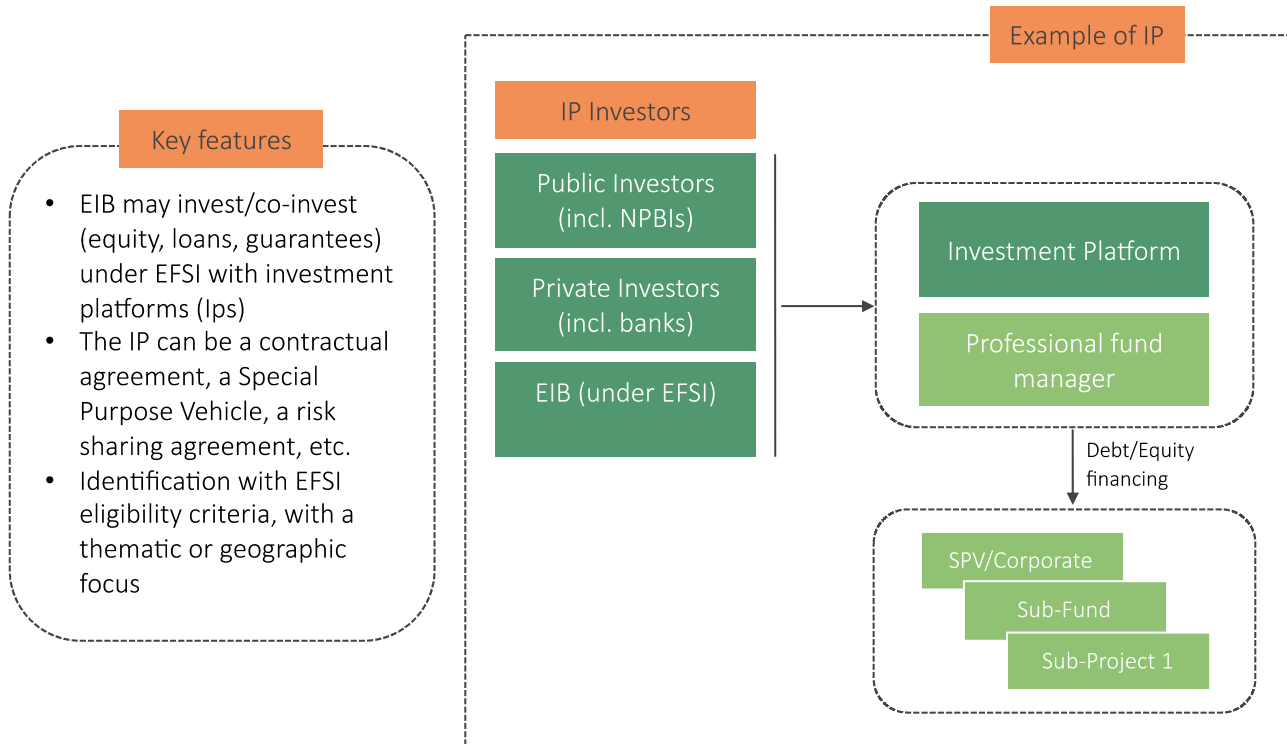 Key features
• EIB may invest/co-invest
(equity, loans, guarantees)
under EFSI with investment
platforms (Ips)
• The IP can be a contractual
agreement, a Special
Purpose Vehicle, a risk
sharing agreement, etc.
• Identification with EFSI
eligibility criteria, with a
thematic or geographic
focus
Example of IP
IP Investors
Public Investors
(incl. NPBIs)
Private Investors
(incl. banks)
EIB (under EFSI)
Investment Platform
Professional fund
manager
Debt/Equity
financing
SPV/Corporate
Sub-Fund
Sub-Project 1